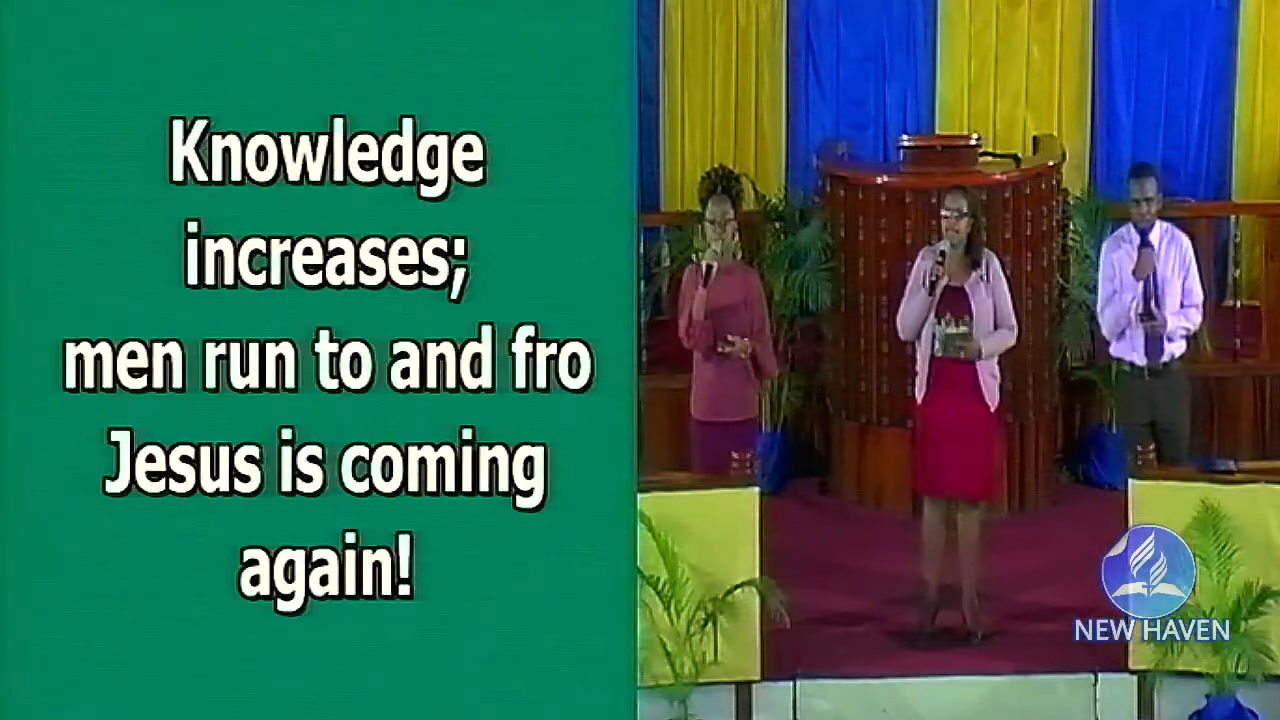 Knowledge
increases;
men run to and fro
Jesus is coming
again!
NEW HAVEN